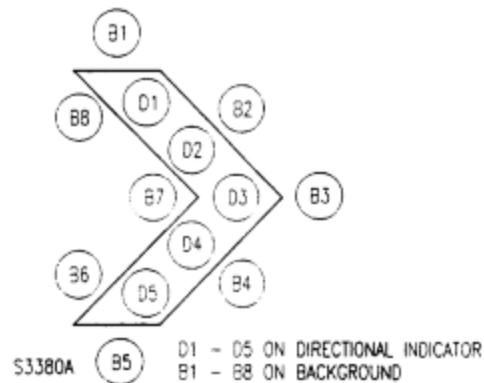 B1
D1
B8
B2
D2
B7
D3
B3
D4
B6
B4
D5
B5
S3380A
D1 - D5 ON DIRECTIONAL INDICATOR
B1 - B8 ON BACKGROUND